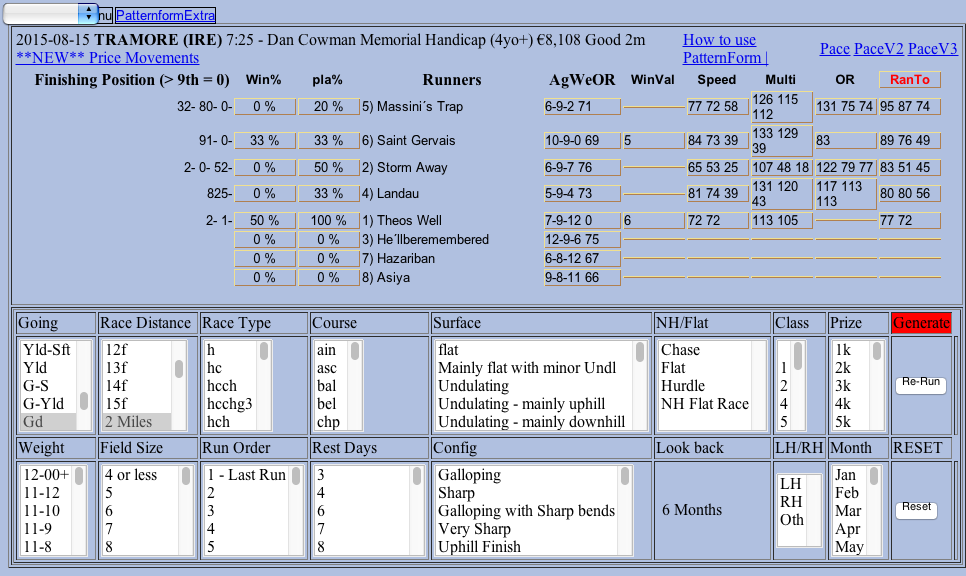 nu PatternformExtra
2015-08-15 TRAMORE (IRE) 7:25 - Dan Cowman Memorial Handicap (4yo+) €8,108 Good 2m
**NEW** Price Movements
How to use
PatternForm |
Pace PaceV2 PaceV3
Finishing Position (> 9th = 0) Win% pla% Runners AgWeOR WinVal Speed Multi OR RanTo
32- 80- 0- 0 % 20 % 5) Massini´s Trap 6-9-2 71 77 72 58 126 115 112 131 75 74 95 87 74
91- 0- 33 % 33 % 6) Saint Gervais 10-9-0 69 5 84 73 39 133 129 39 83 89 76 49
2- 0- 52- 0 % 50 % 2) Storm Away 6-9-7 76 65 53 25 107 48 18 122 79 77 83 51 45
825- 0 % 33 % 4) Landau 5-9-4 73 81 74 39 131 120 43 117 113 113 80 80 56
2- 1- 50 % 100 % 1) Theos Well 7-9-12 0 6 72 72 113 105 77 72
0 % 0 % 3) He´llberemembered 12-9-6 75
0 % 0 % 7) Hazariban 6-8-12 67
0 % 0 % 8) Asiya 9-8-11 66
Going Race Distance Race Type Course Surface NH/Flat Class Prize Generate
Yld-Sft 12f h ain flat Chase 1k
Yld 13f hc asc Mainly flat with minor Undl Flat 1 2k
G-S 14f hcch bal Undulating Hurdle 2 3k Re-Run
G-Yld 15f hcchg3 bel Undulating - mainly uphill NH Flat Race 4 4k
Gd 2 Miles hch chp Undulating - mainly downhill 5 5k
Weight Field Size Run Order Rest Days Config Look back LH/RH Month RESET
12-00+ 4 or less 1 - Last Run 3 Galloping LH Jan
11-12 5 2 4 Sharp RH Feb
11-10 6 3 6 Galloping with Sharp bends 6 Months Oth Mar Reset
11-9 7 4 7 Very Sharp Apr
11-8 8 5 8 Uphill Finish May